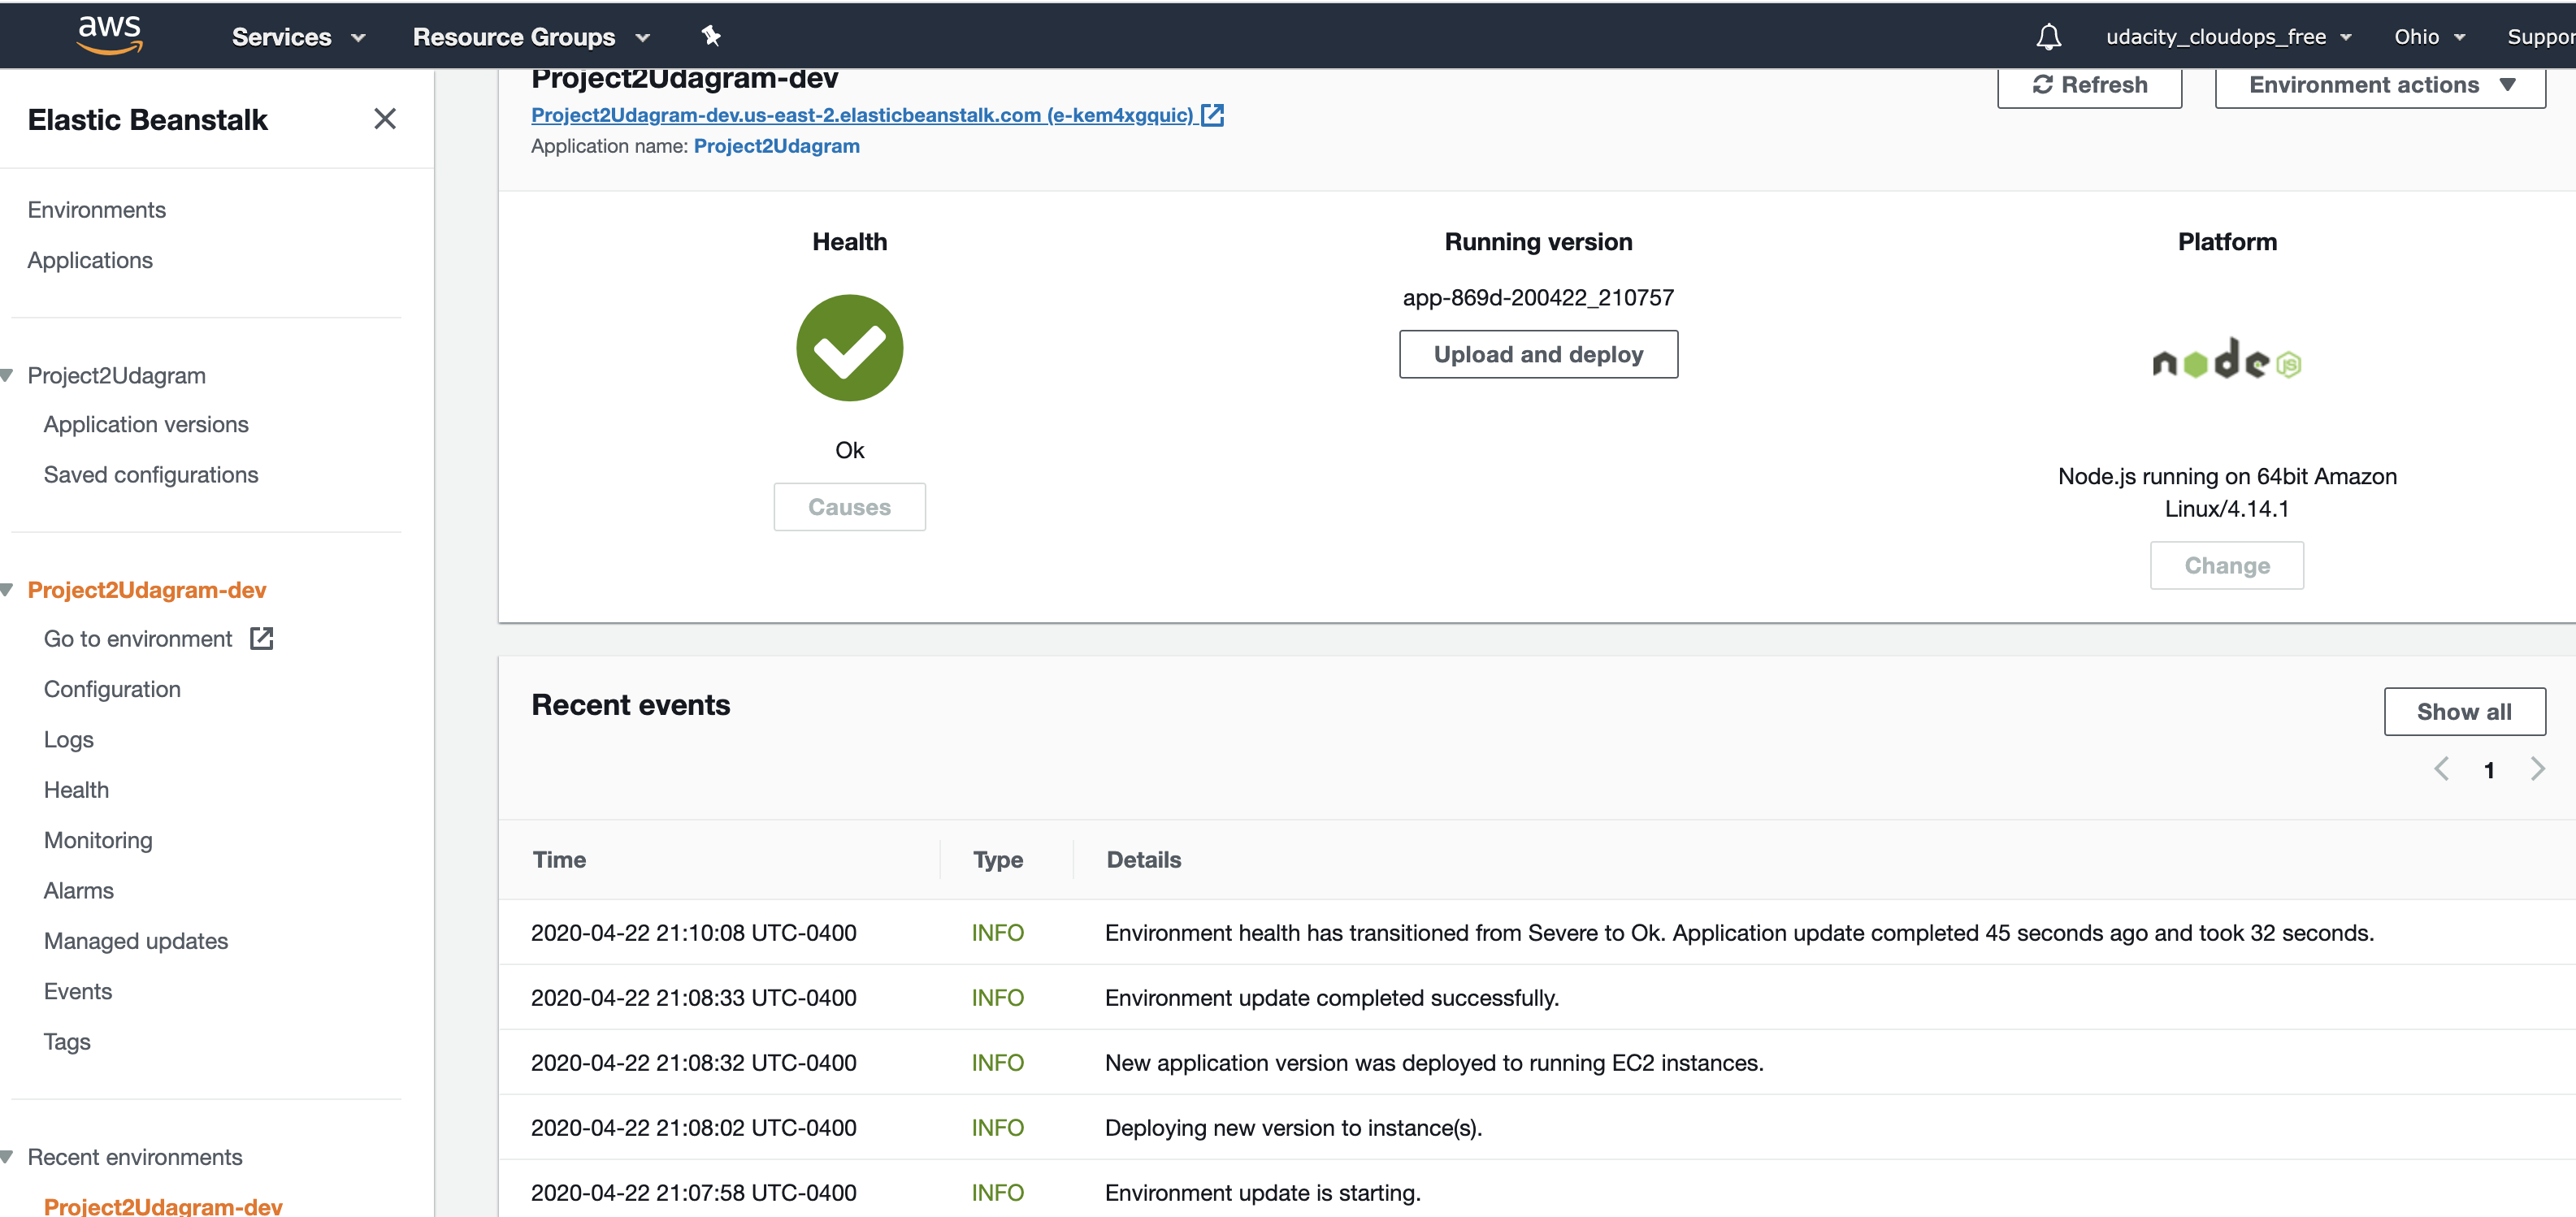 aws
Services
Resource Groups
udacity_cloudops_free
Ohio
Suppor
Elastic Beanstalk
Environments
Applications
Project2Udagram
Application versions
Saved configurations
Project2Udagram-dev
Go to environment
Configuration
Logs
Health
Monitoring
Alarms
Managed updates
Events
Tags
Recent environments
Project2Udagram-dev
Project2Udagram-dev
Project2Udagram-dev.us-east-2.elasticbeanstalk.com (e-kem4xgquic)
Application name: Project2Udagram
Refresh
Environment actions
Health
Ok
Causes
Running version
app-869d-200422_210757
Upload and deploy
Platform
node JS
Node.js running on 64bit Amazon
Linux/4.14.1
Change
Recent events
Show all
1
Time Type Details
2020-04-22 21:10:08 UTC-0400 INFO Environment health has transitioned from Severe to Ok. Application update completed 45 seconds ago and took 32 seconds.
2020-04-22 21:08:33 UTC-0400 INFO Environment update completed successfully.
2020-04-22 21:08:32 UTC-0400 INFO New application version was deployed to running EC2 instances.
2020-04-22 21:08:02 UTC-0400 INFO Deploying new version to instance(s).
2020-04-22 21:07:58 UTC-0400 INFO Environment update is starting.